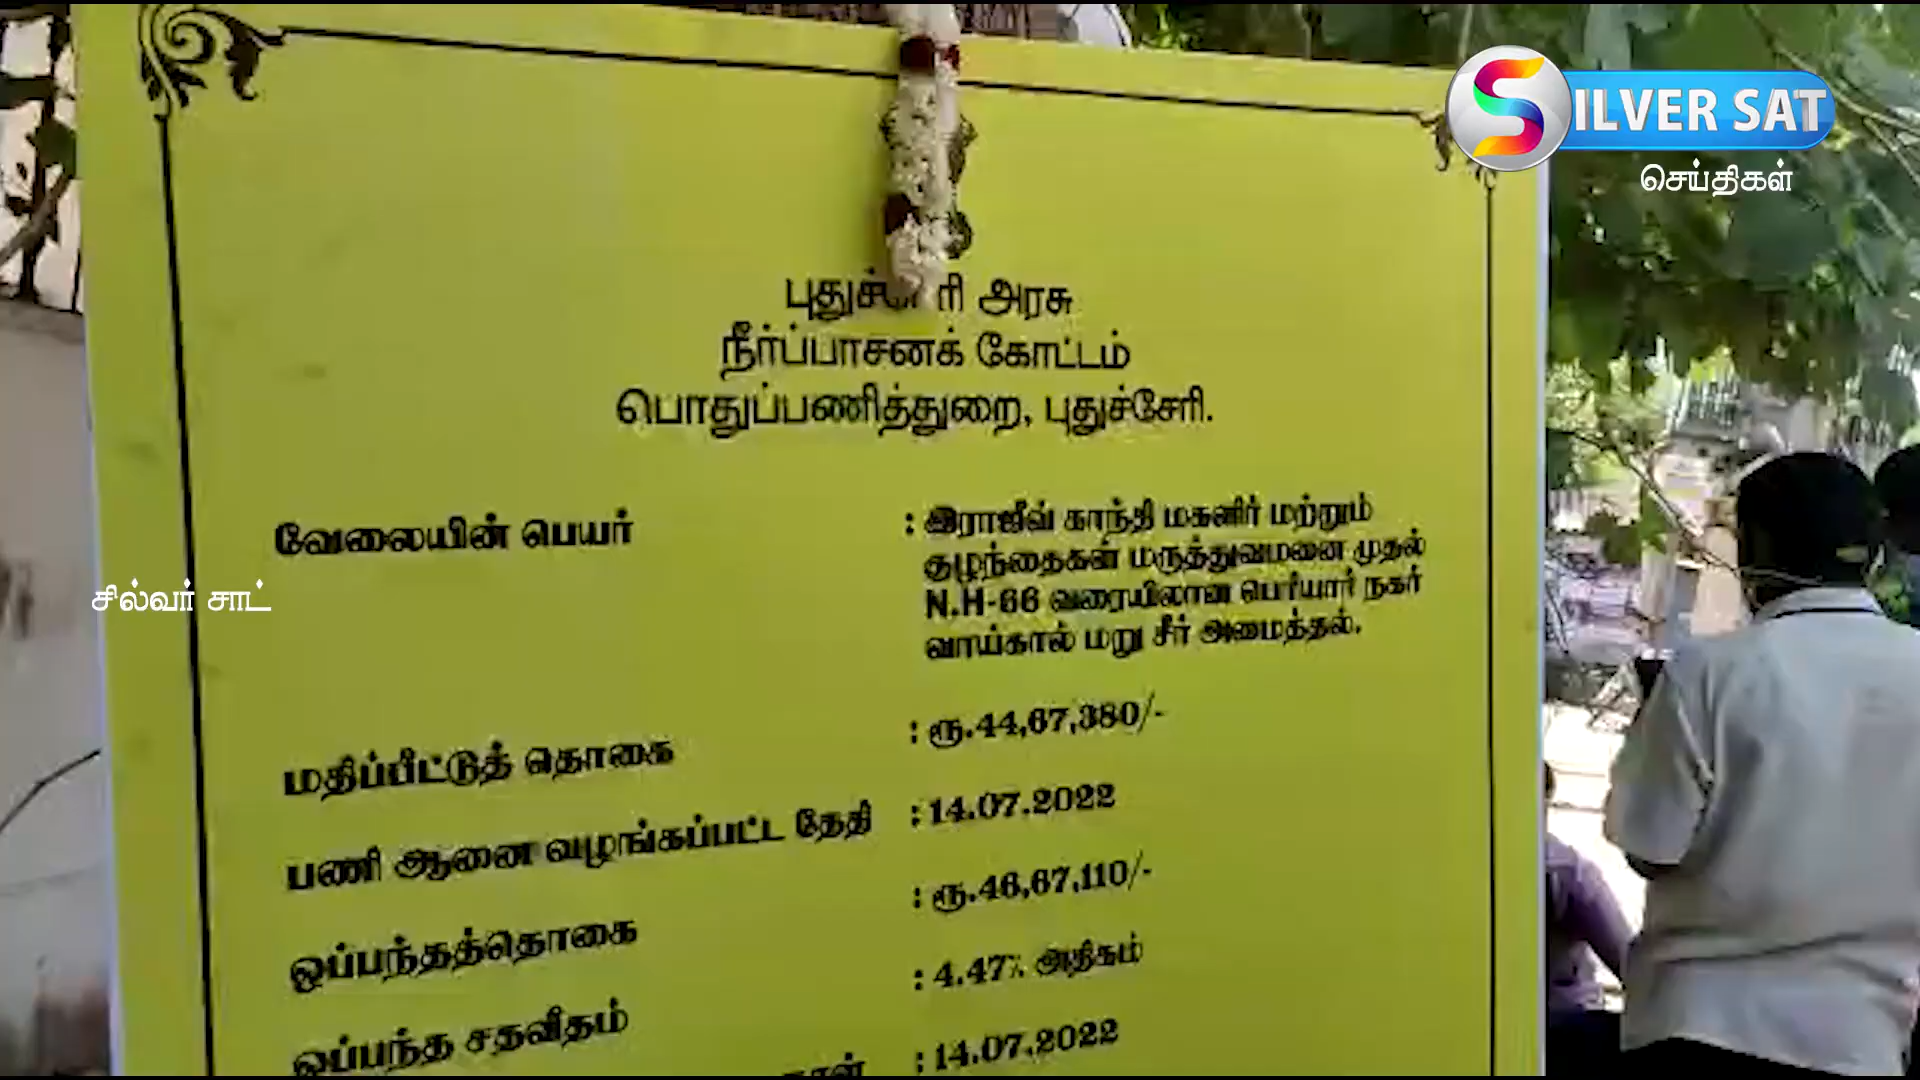 SILVER SAT
செய்திகள்
அரசு
நீர்ப்பாசனக் கோட்டம்
பொதுப்பணித்துறை, புதுச்சேரி.
வேலையின் பெயர் : இராஜீவ் காந்தி மகளிர் மற்றும்
குழந்தைகள் மருத்துவமனை முதல்
N.H-66 வரையிலான பெரியார் நகர்
வாய்கால் மறு சீர் அமைத்தல்.
சில்வர் சாட்
மதிப்பீட்டுத் தொகை : ரூ.44,67,380/-
பணி ஆணை வழங்கப்பட்ட தேதி : 14.07.2022
ஒப்பந்தத்தொகை : ரூ.46,67,110/-
ஒப்பந்த சதவிதம் : 4.47% அதிகம்
: 14.07.2022